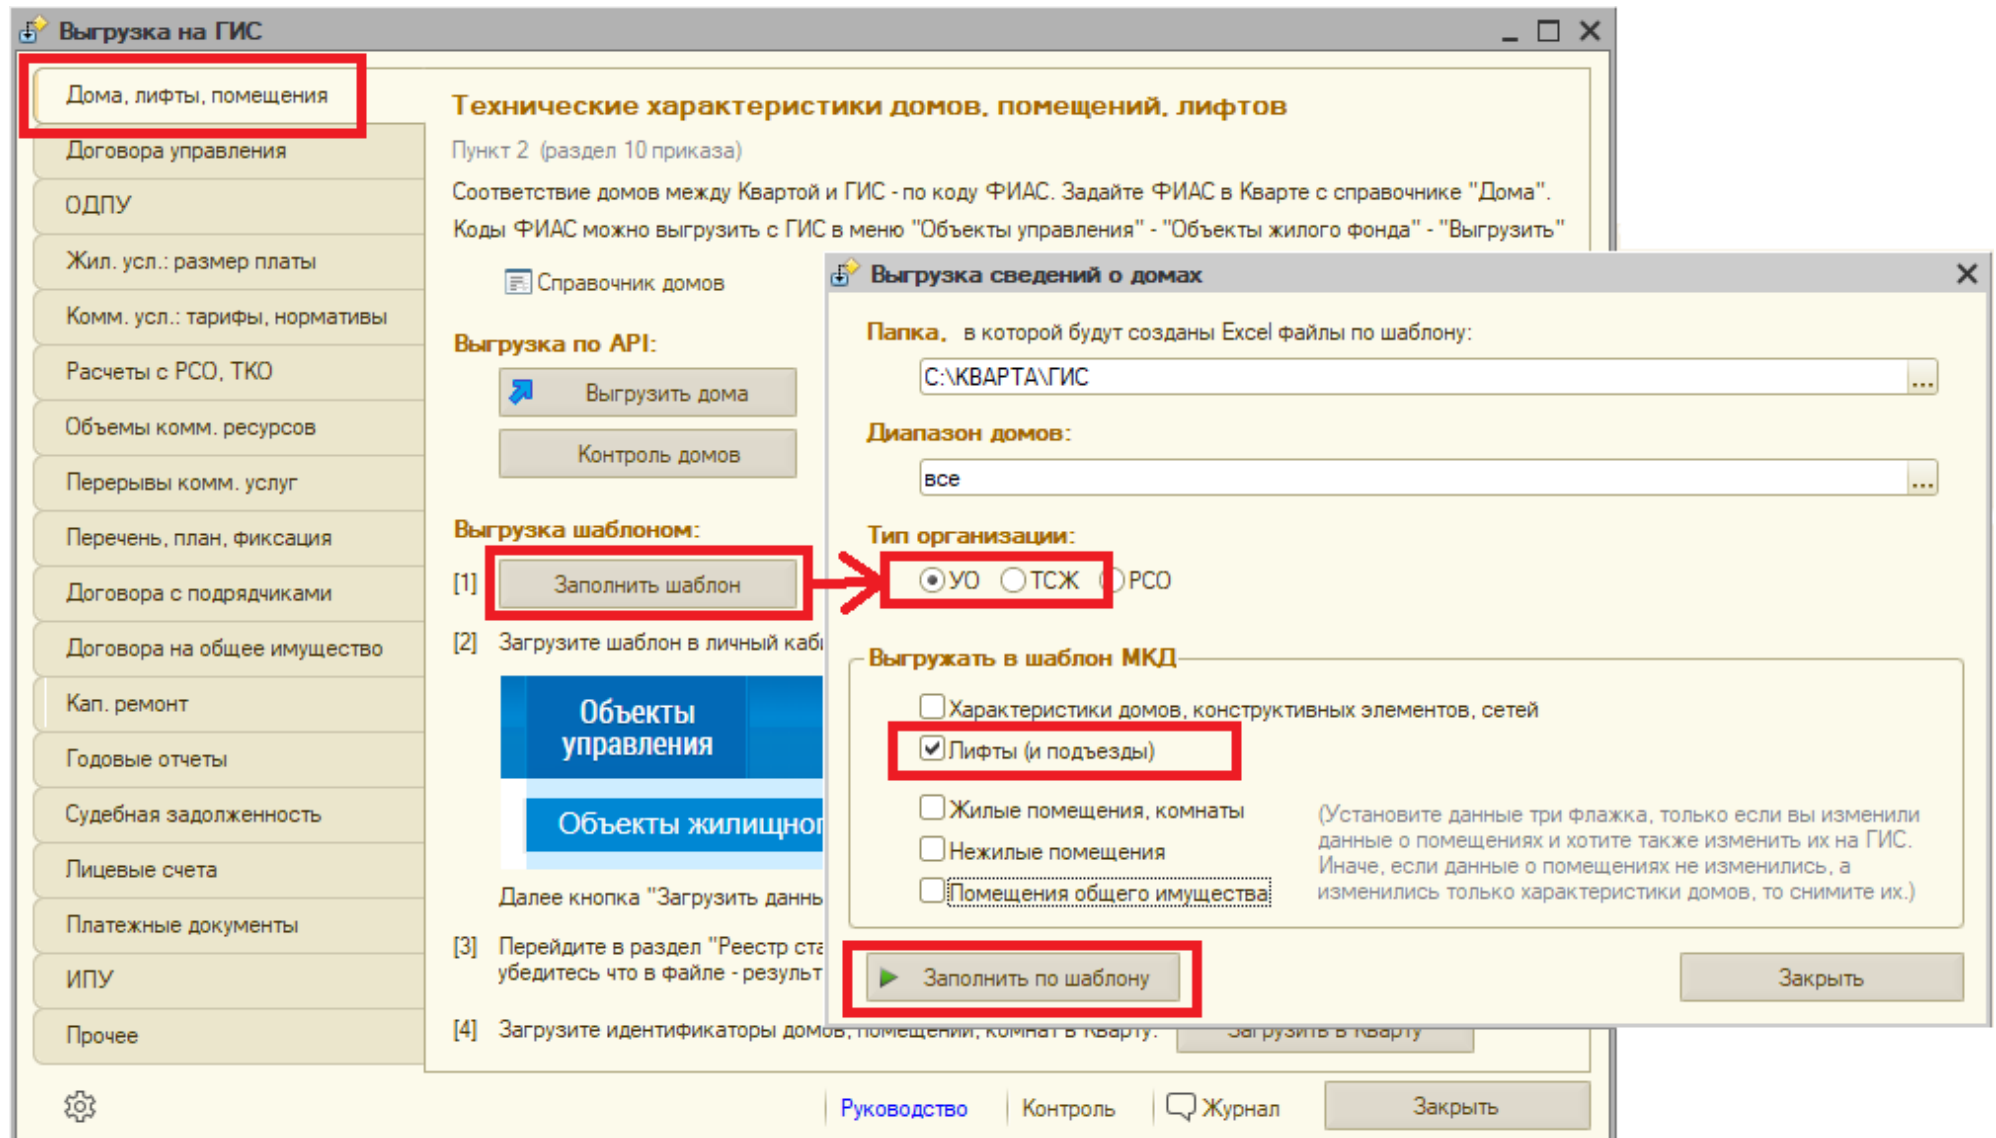 Выгрузка на ГИС
Дома, лифты, помещения
Договора управления
ОДПУ
Жил. усл.: размер платы
Комм. усл.: тарифы, нормативы
Расчеты с РСО, ТКО
Объемы комм. ресурсов
Перерывы комм. услуг
Перечень, план, фиксация
Договора с подрядчиками
Договора на общее имущество
Кап. ремонт
Годовые отчеты
Судебная задолженность
Лицевые счета
Платежные документы
ИПУ
Прочее
Технические характеристики домов, помещений, лифтов
Пункт 2 (раздел 10 приказа)
Соответствие домов между Квартой и ГИС - по коду ФИАС. Задайте ФИАС в Кварте с справочнике "Дома".
Коды ФИАС можно выгрузить с ГИС в меню "Объекты управления" - "Объекты жилого фонда" - "Выгрузить"
Справочник домов
Выгрузка по API:
Выгрузить дома
Контроль домов
Выгрузка шаблоном:
[1] Заполнить шаблон
[2] Загрузите шаблон в личный каб
Объекты
управления
Объекты жилищног
Далее кнопка "Загрузить данны
[3] Перейдите в раздел "Реестр ста
убедитесь что в файле - результ
[4] Загрузите идентификаторы домов, помещений, комнат в Кварту. Загрузить в Кварту
Руководство Контроль Журнал Закрыть
Выгрузка сведений о домах
Папка, в которой будут созданы Excel файлы по шаблону:
C:\КВАРТА\ГИС ...
Диапазон домов:
все ...
Тип организации:
УО ТСЖ РСО
Выгружать в шаблон МКД
Характеристики домов, конструктивных элементов, сетей
Лифты (и подъезды)
Жилые помещения, комнаты
Нежилые помещения
Помещения общего имущества
(Установите данные три флажка, только если вы изменили
данные о помещениях и хотите также изменить их на ГИС.
Иначе, если данные о помещениях не изменились, а
изменились только характеристики домов, то снимите их.)
Заполнить по шаблону
Закрыть